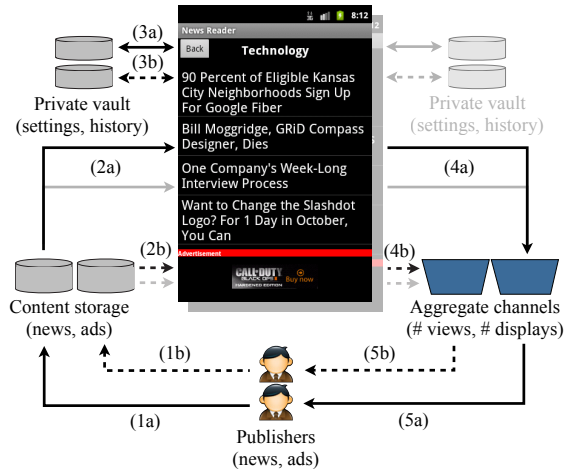 8:12
News Reader
Back
Technology
90 Percent of Eligible Kansas
City Neighborhoods Sign Up
For Google Fiber
Bill Moggridge, GRiD Compass
Designer, Dies
One Company's Week-Long
Interview Process
Want to Change the Slashdot
Logo? For 1 Day in October,
You Can
Advertisement
CALL OF DUTY
BLACK OPS II
HARDENED EDITION
Buy now
(3a)
(3b)
Private vault
(settings, history)
Private vault
(settings, history)
(2a)
(4a)
(2b)
(4b)
Content storage
(news, ads)
Aggregate channels
(# views, # displays)
(1b)
(5b)
(1a)
(5a)
Publishers
(news, ads)